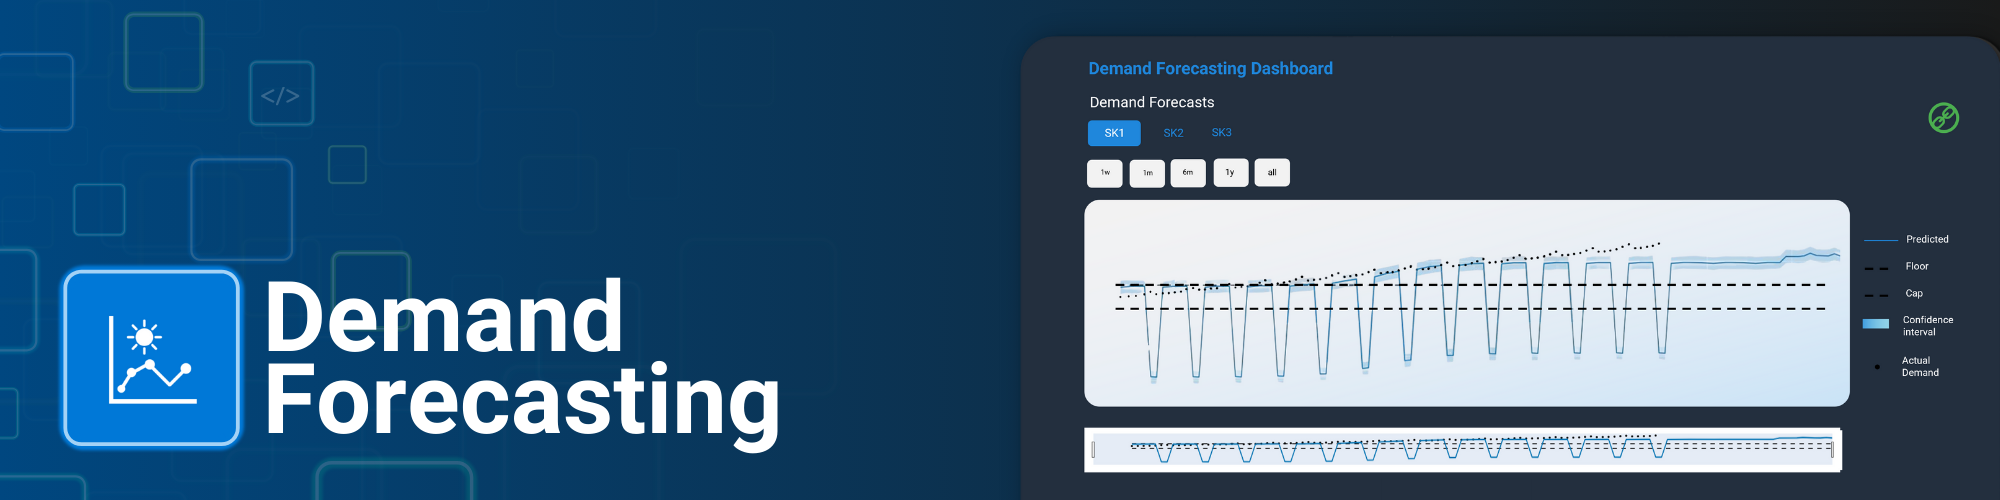 </>
Demand
Forecasting
Demand Forecasting Dashboard
Demand Forecasts
SK1 SK2 SK3
1w 1m 6m 1y all
Predicted
Floor
Cap
Confidence
interval
Actual
Demand